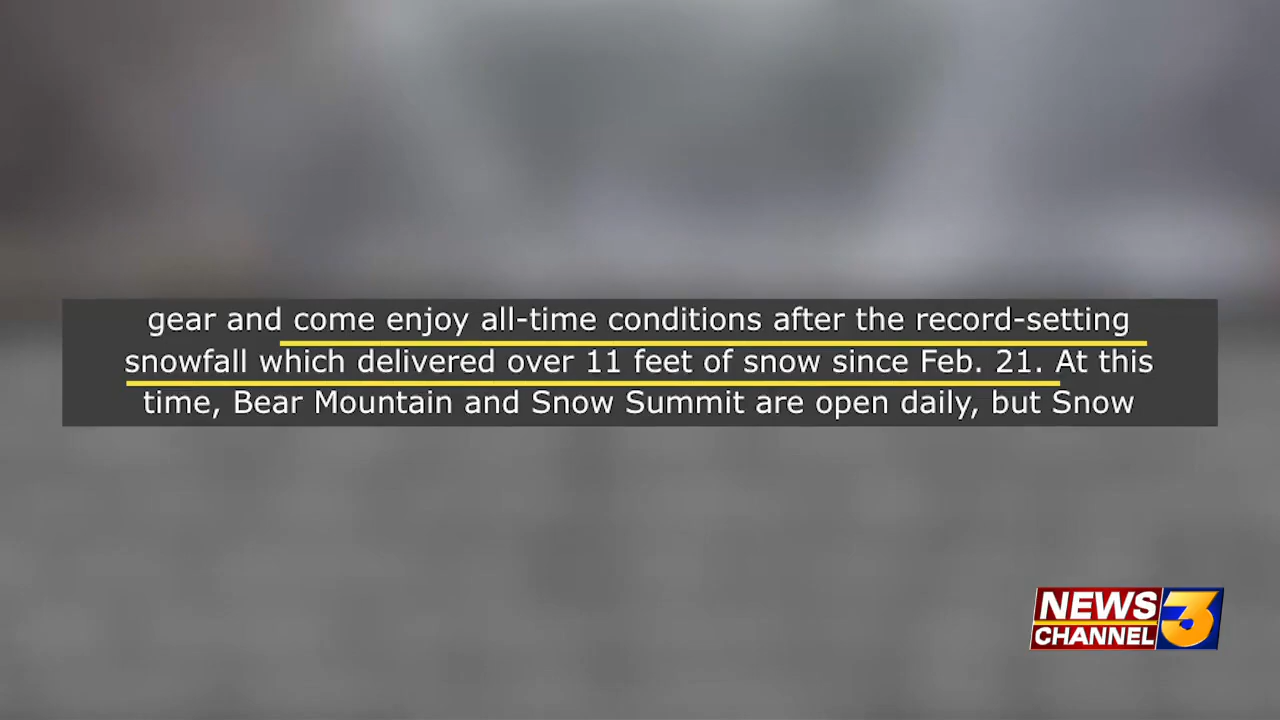 gear and come enjoy all-time conditions after the record-setting
snowfall which delivered over 11 feet of snow since Feb. 21. At this
time, Bear Mountain and Snow Summit are open daily, but Snow
NEWS
CHANNEL
3